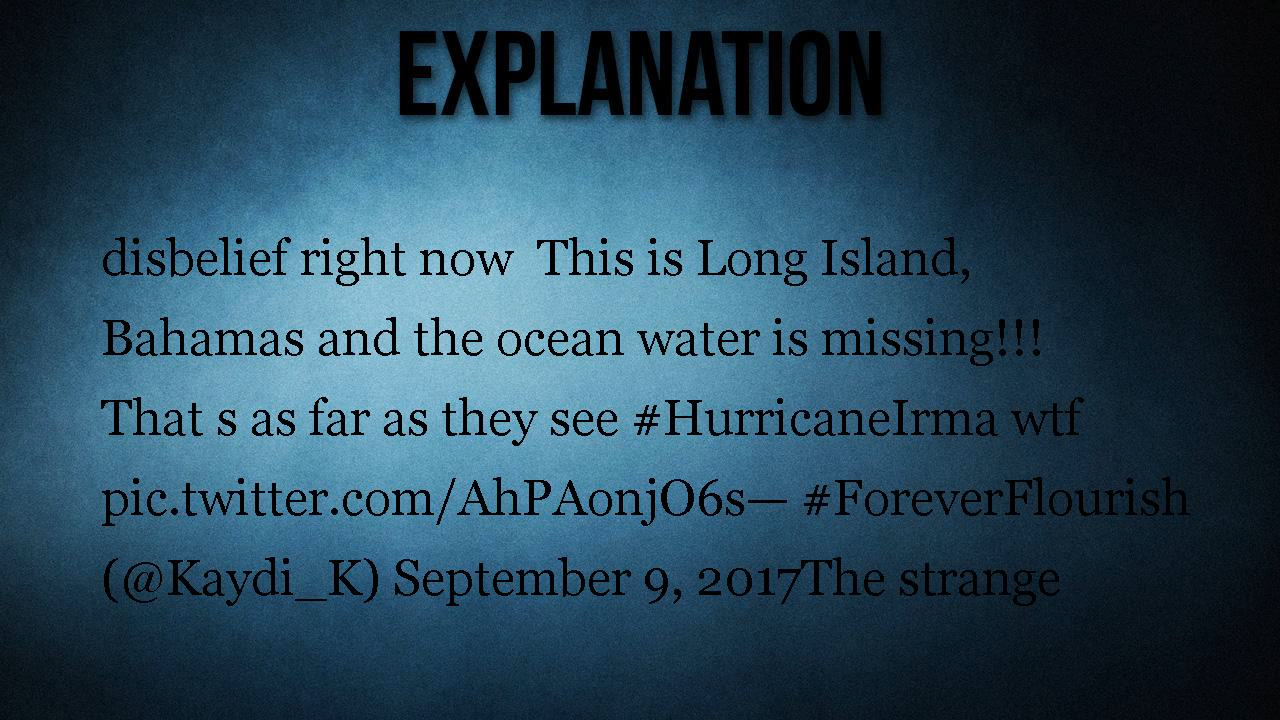 EXPLANATION
disbelief right now  This is Long Island,
Bahamas and the ocean water is missing!!!
That s as far as they see #HurricaneIrma wtf
pic.twitter.com/AhPAonjO6s— #ForeverFlourish
(@Kaydi_K) September 9, 2017The strange